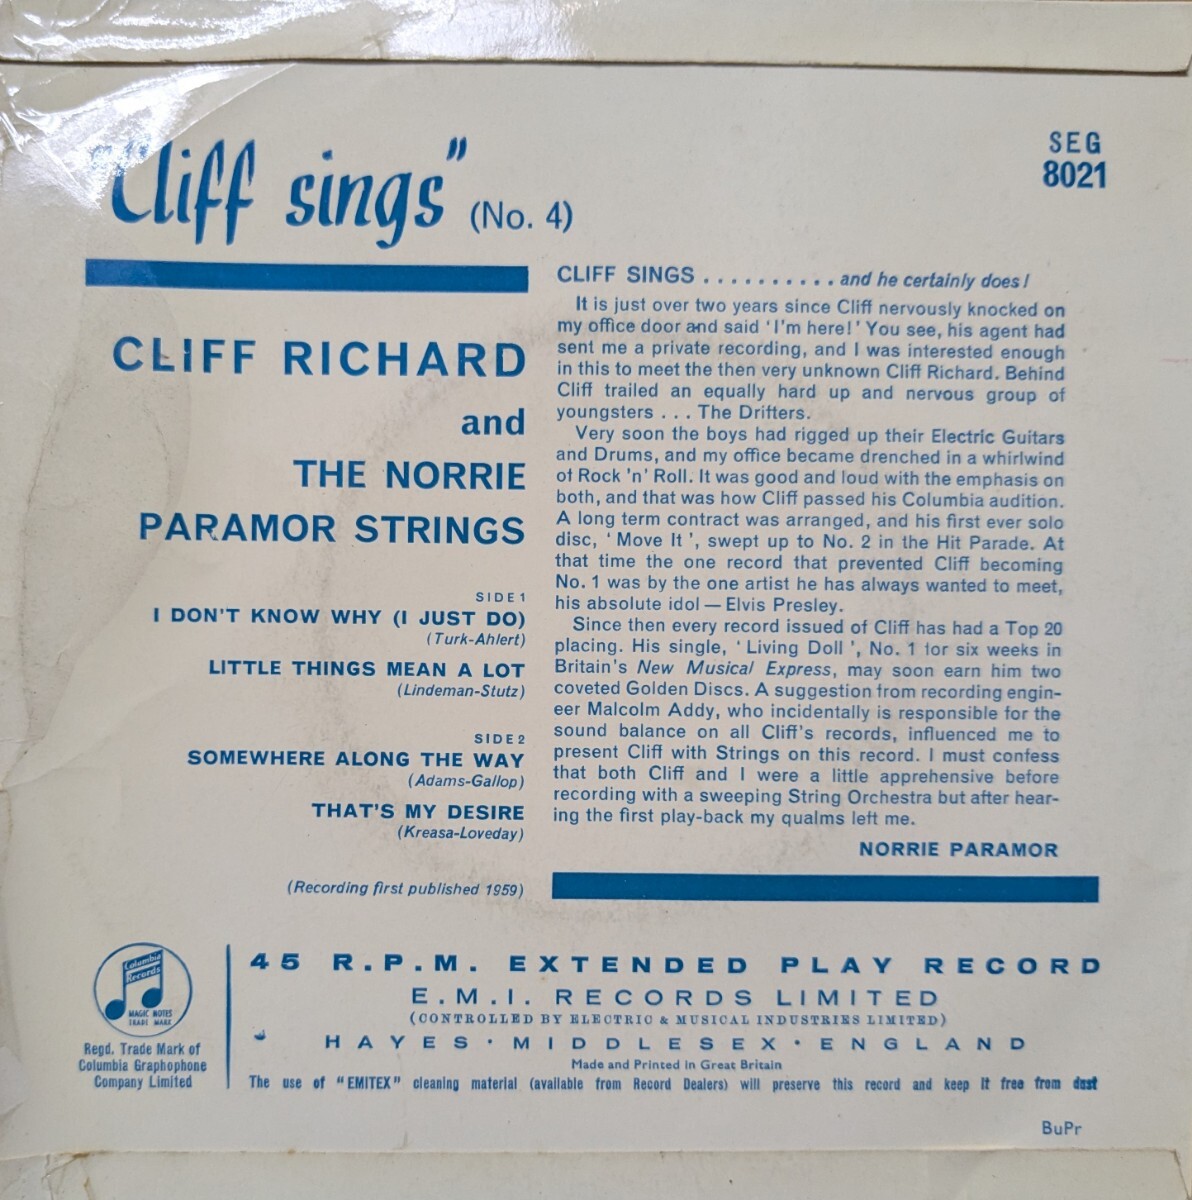 "Cliff sings" (No. 4)
SEG
8021
CLIFF RICHARD
and
THE NORRIE
PARAMOR STRINGS
SIDE 1
I DON'T KNOW WHY (I JUST DO)
(Turk-Ahlert)
LITTLE THINGS MEAN A LOT
(Lindeman-Stutz)
SIDE 2
SOMEWHERE ALONG THE WAY
(Adams-Gallop)
THAT'S MY DESIRE
(Kreasa-Loveday)
(Recording first published 1959)
CLIFF SINGS . . . . . . . . . . and he certainly does!
It is just over two years since Cliff nervously knocked on
my office door and said 'I'm here!' You see, his agent had
sent me a private recording, and I was interested enough
in this to meet the then very unknown Cliff Richard. Behind
Cliff trailed an equally hard up and nervous group of
youngsters . . . The Drifters.
Very soon the boys had rigged up their Electric Guitars
and Drums, and my office became drenched in a whirlwind
of Rock 'n' Roll. It was good and loud with the emphasis on
both, and that was how Cliff passed his Columbia audition.
A long term contract was arranged, and his first ever solo
disc, 'Move It', swept up to No. 2 in the Hit Parade. At
that time the one record that prevented Cliff becoming
No. 1 was by the one artist he has always wanted to meet,
his absolute idol — Elvis Presley.
Since then every record issued of Cliff has had a Top 20
placing. His single, 'Living Doll', No. 1 for six weeks in
Britain's New Musical Express, may soon earn him two
coveted Golden Discs. A suggestion from recording engin-
eer Malcolm Addy, who incidentally is responsible for the
sound balance on all Cliff's records, influenced me to
present Cliff with Strings on this record. I must confess
that both Cliff and I were a little apprehensive before
recording with a sweeping String Orchestra but after hear-
ing the first play-back my qualms left me.
NORRIE PARAMOR
Columbia
Records
MAGIC NOTES
TRADE MARK
Regd. Trade Mark of
Columbia Graphophone
Company Limited
45 R.P.M. EXTENDED PLAY RECORD
E.M.I. RECORDS LIMITED
(CONTROLLED BY ELECTRIC & MUSICAL INDUSTRIES LIMITED)
HAYES · MIDDLESEX · ENGLAND
Made and Printed in Great Britain
The use of "EMITEX" cleaning material (available from Record Dealers) will preserve this record and keep it free from dust
BuPr